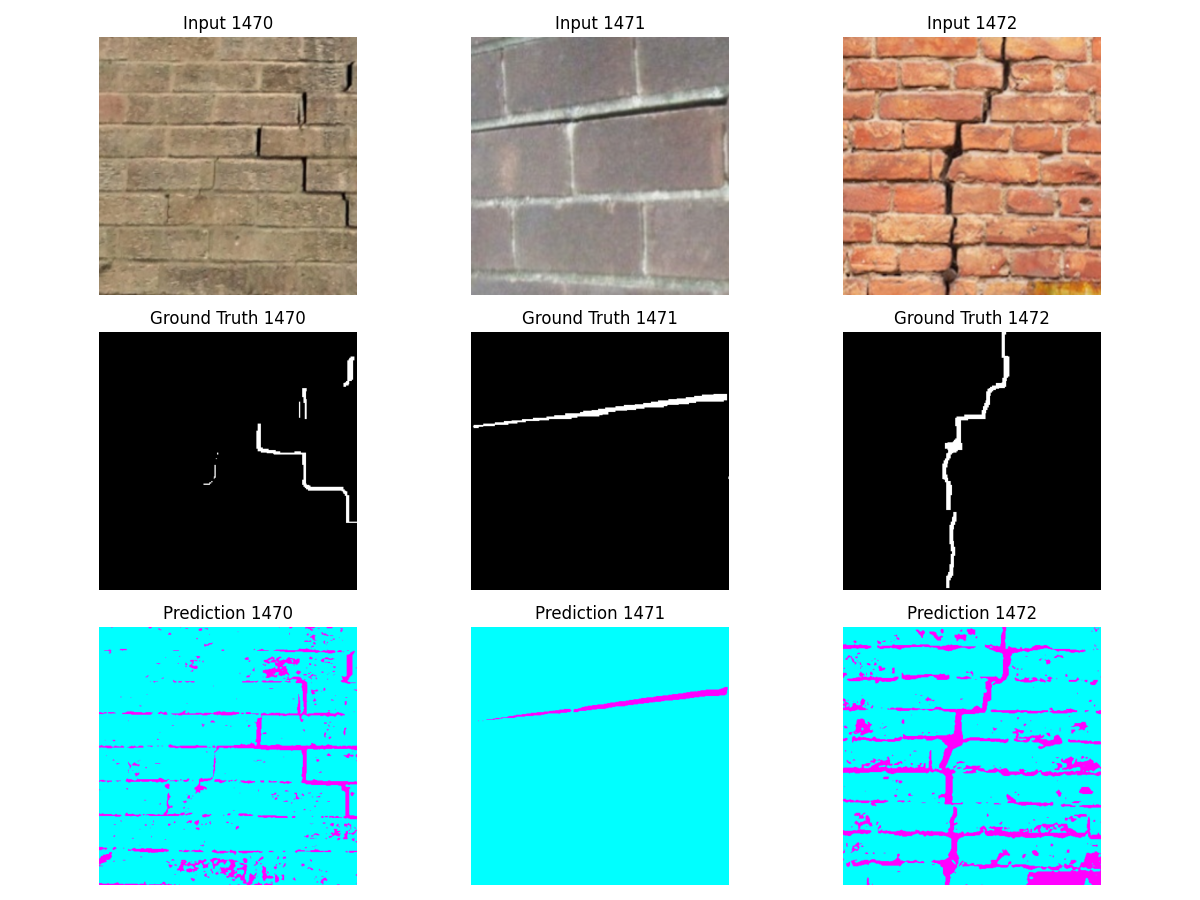 Input 1470
Input 1471
Input 1472
Ground Truth 1470
Ground Truth 1471
Ground Truth 1472
Prediction 1470
Prediction 1471
Prediction 1472